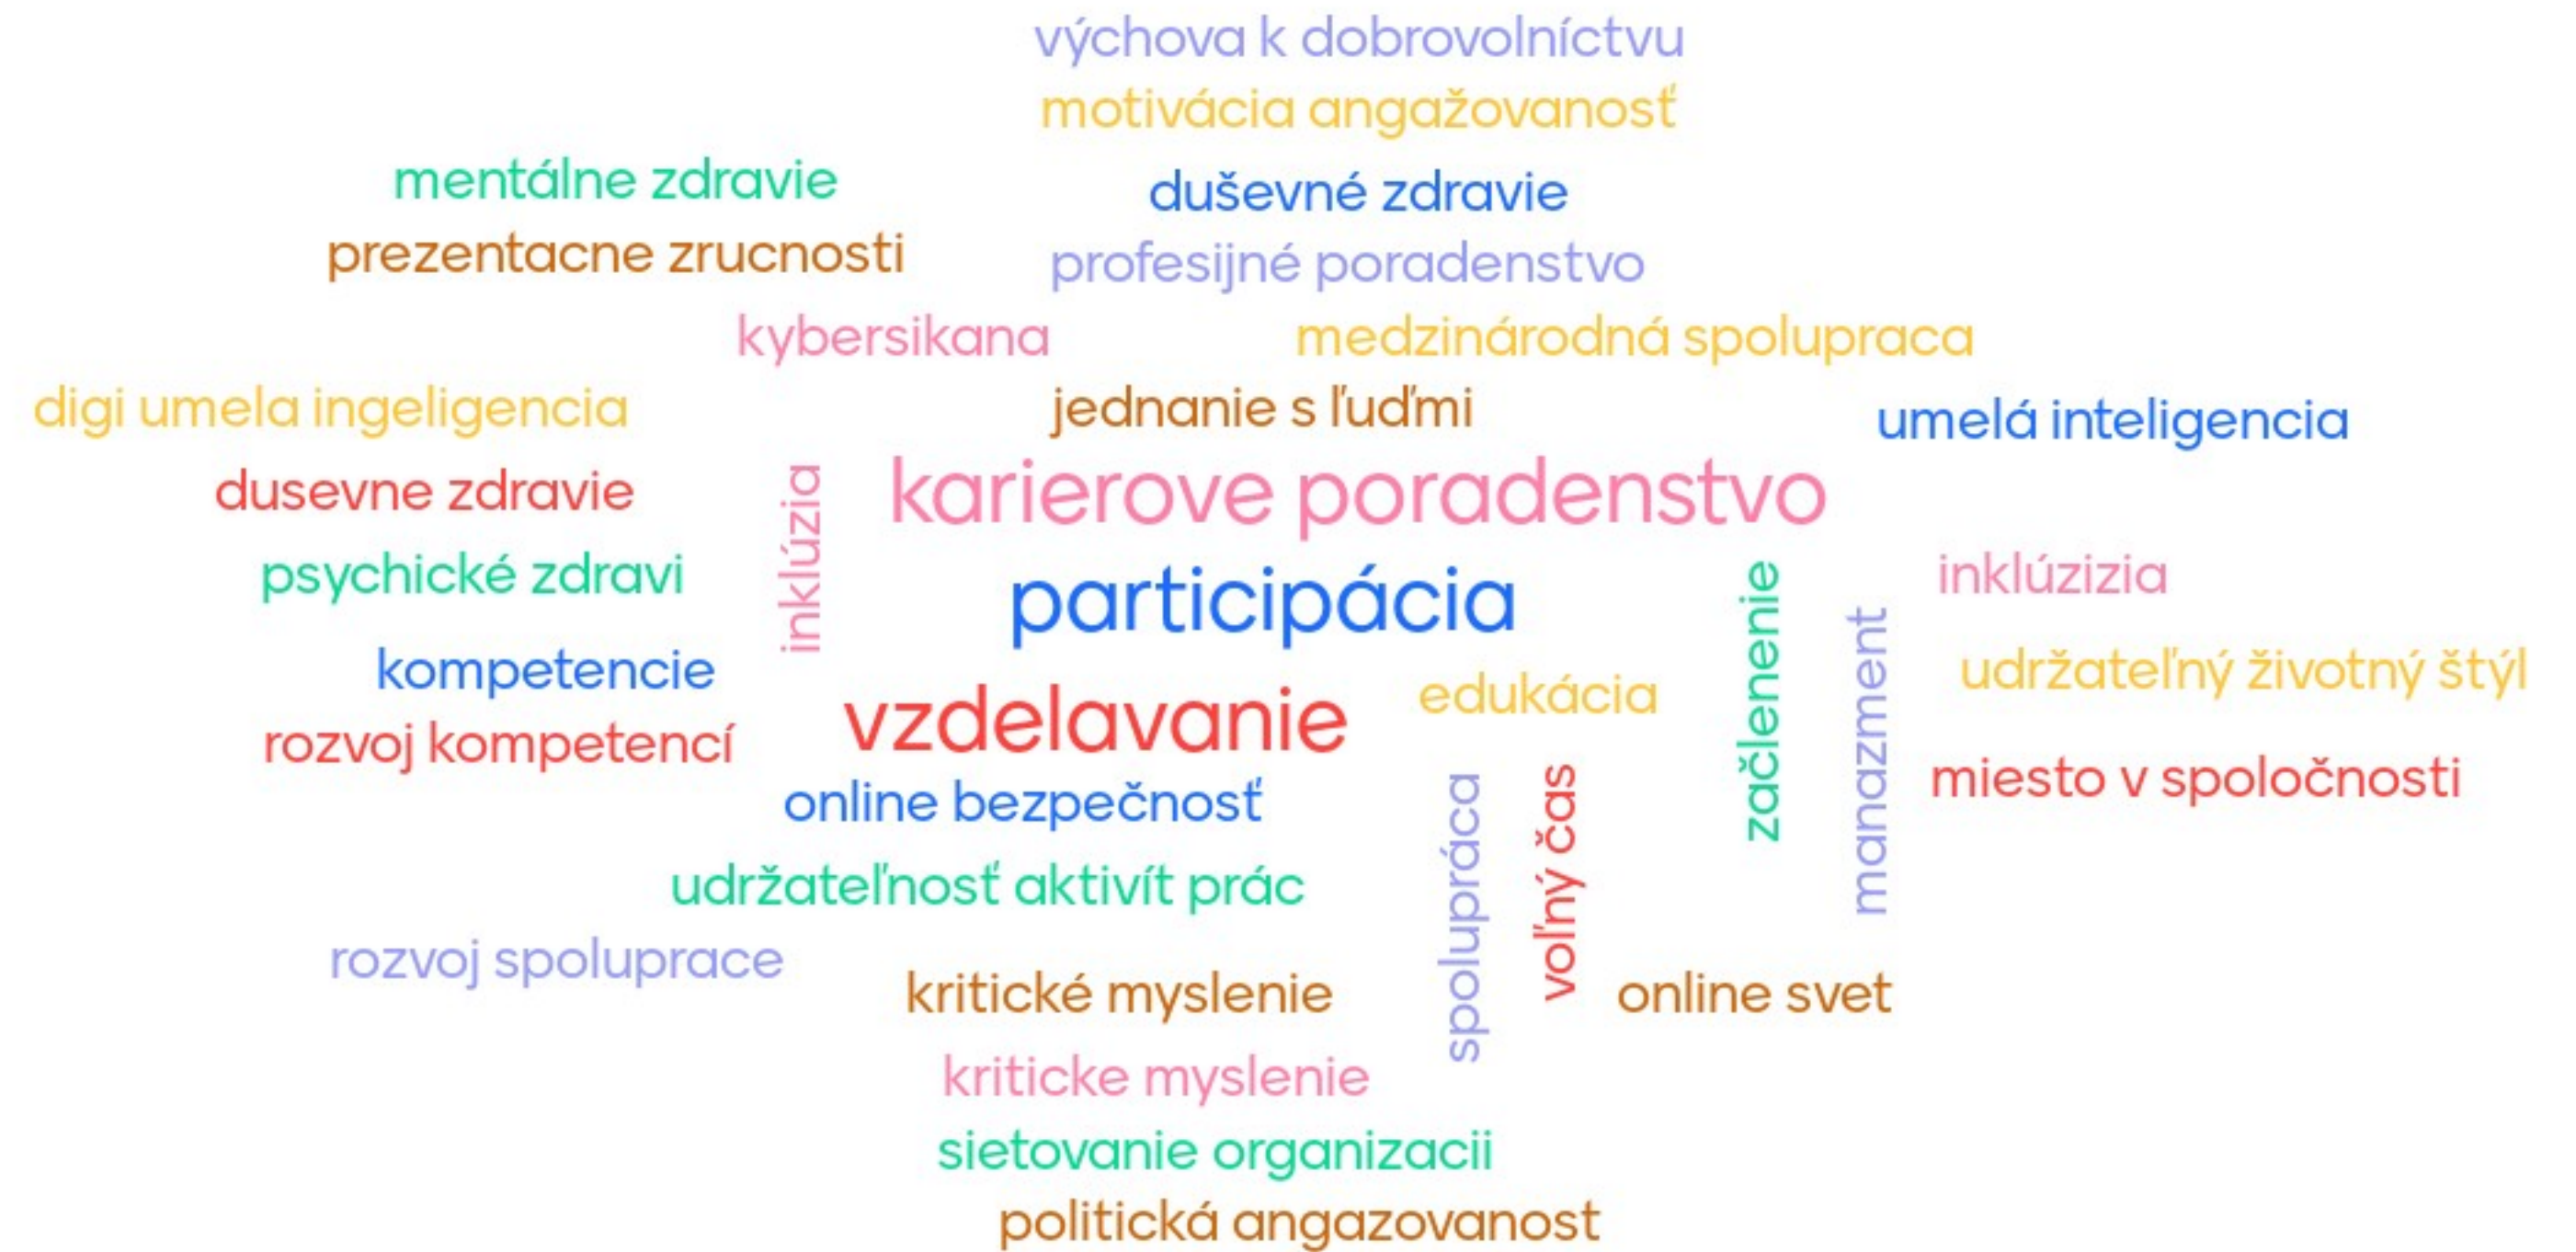 výchova k dobrovolníctvu
motivácia angažovanosť
mentálne zdravie
duševné zdravie
prezentacne zrucnosti
profesijné poradenstvo
kybersikana
medzinárodná spolupraca
digi umela ingeligencia
jednanie s ľuďmi
umelá inteligencia
dusevne zdravie
inklúzia
karierove poradenstvo
psychické zdravi
participácia
začlenenie
inklúzizia
kompetencie
edukácia
manazment
udržateľný životný štýl
rozvoj kompetencí
vzdelavanie
miesto v spoločnosti
online bezpečnosť
spolupráca
voľný čas
udržateľnosť aktivít prác
rozvoj spoluprace
kritické myslenie
online svet
kriticke myslenie
sietovanie organizacii
politická angazovanost